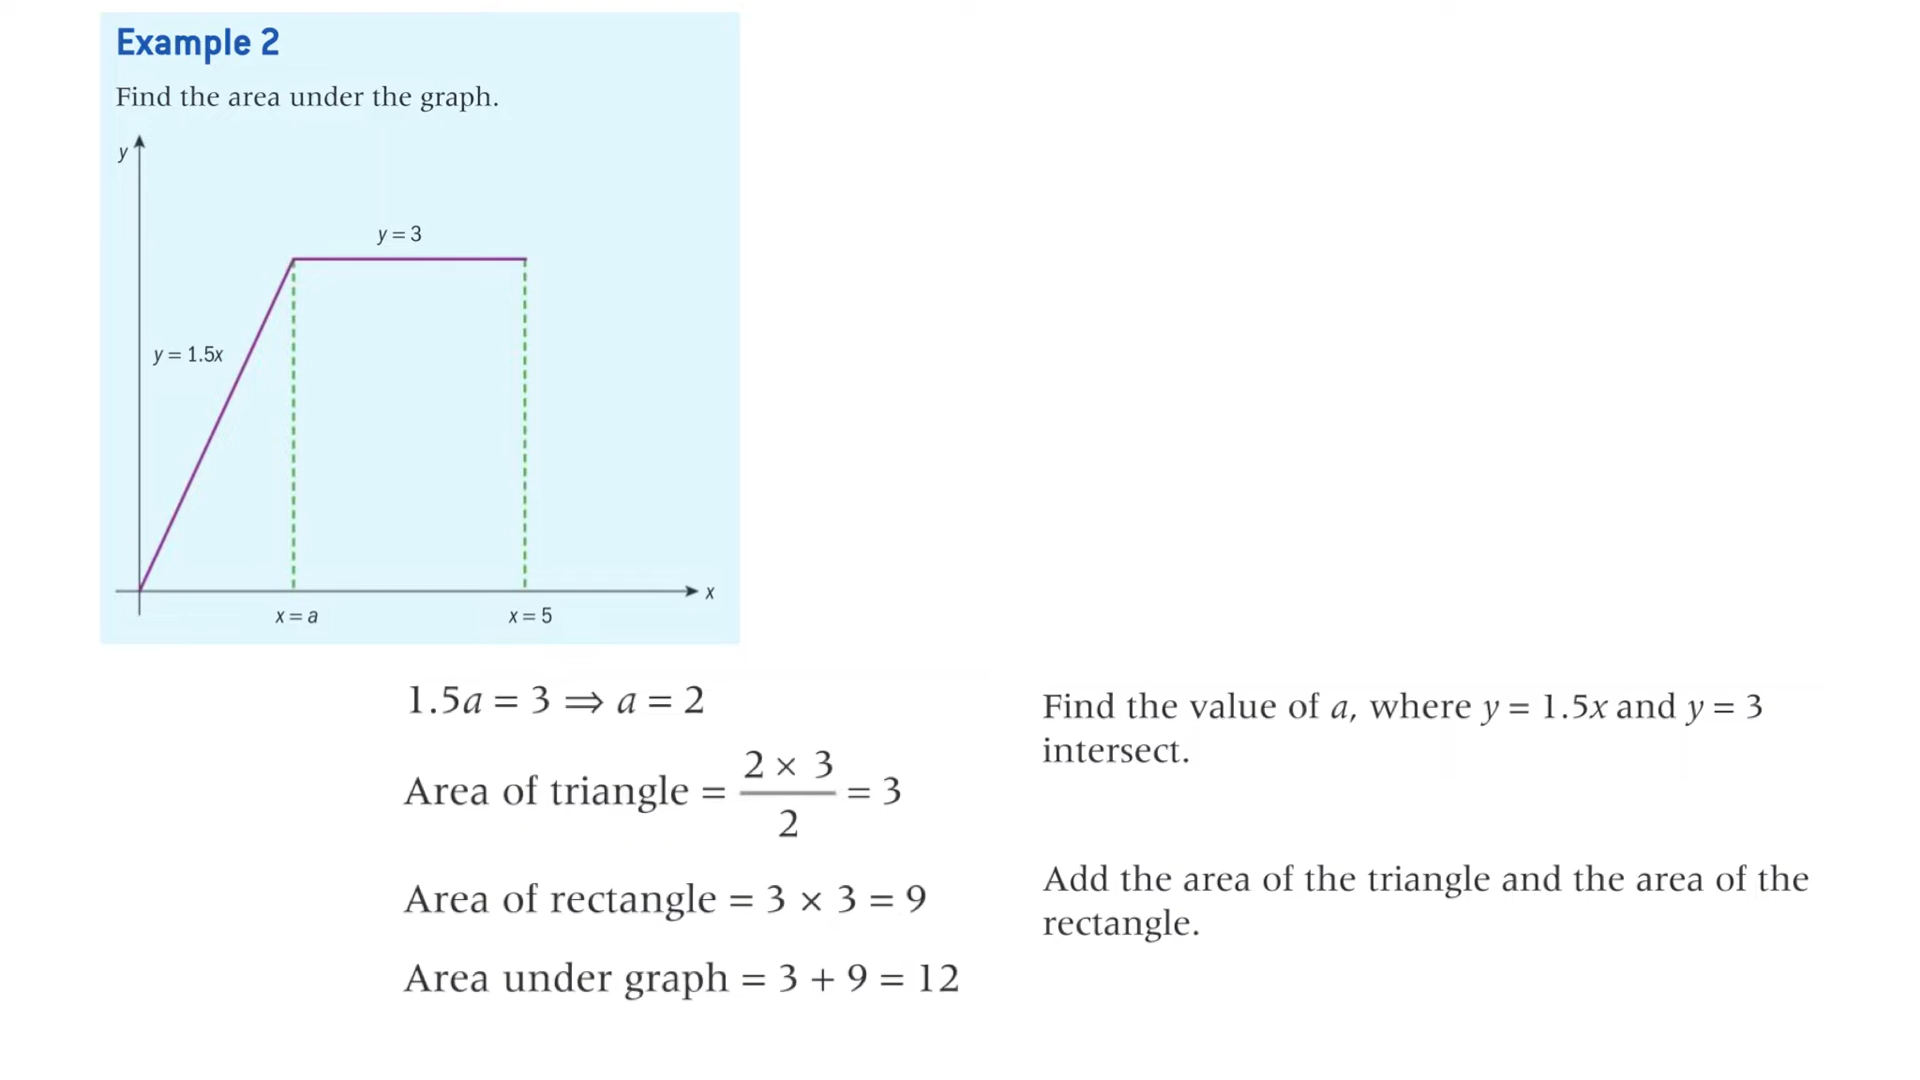 Example 2
Find the area under the graph.
y
y = 3
y = 1.5x
x
x = a
x = 5
1.5a = 3 ⇒ a = 2
Find the value of a, where y = 1.5x and y = 3
intersect.
Area of triangle = \frac{2 × 3}{2} = 3
Area of rectangle = 3 × 3 = 9
Add the area of the triangle and the area of the
rectangle.
Area under graph = 3 + 9 = 12